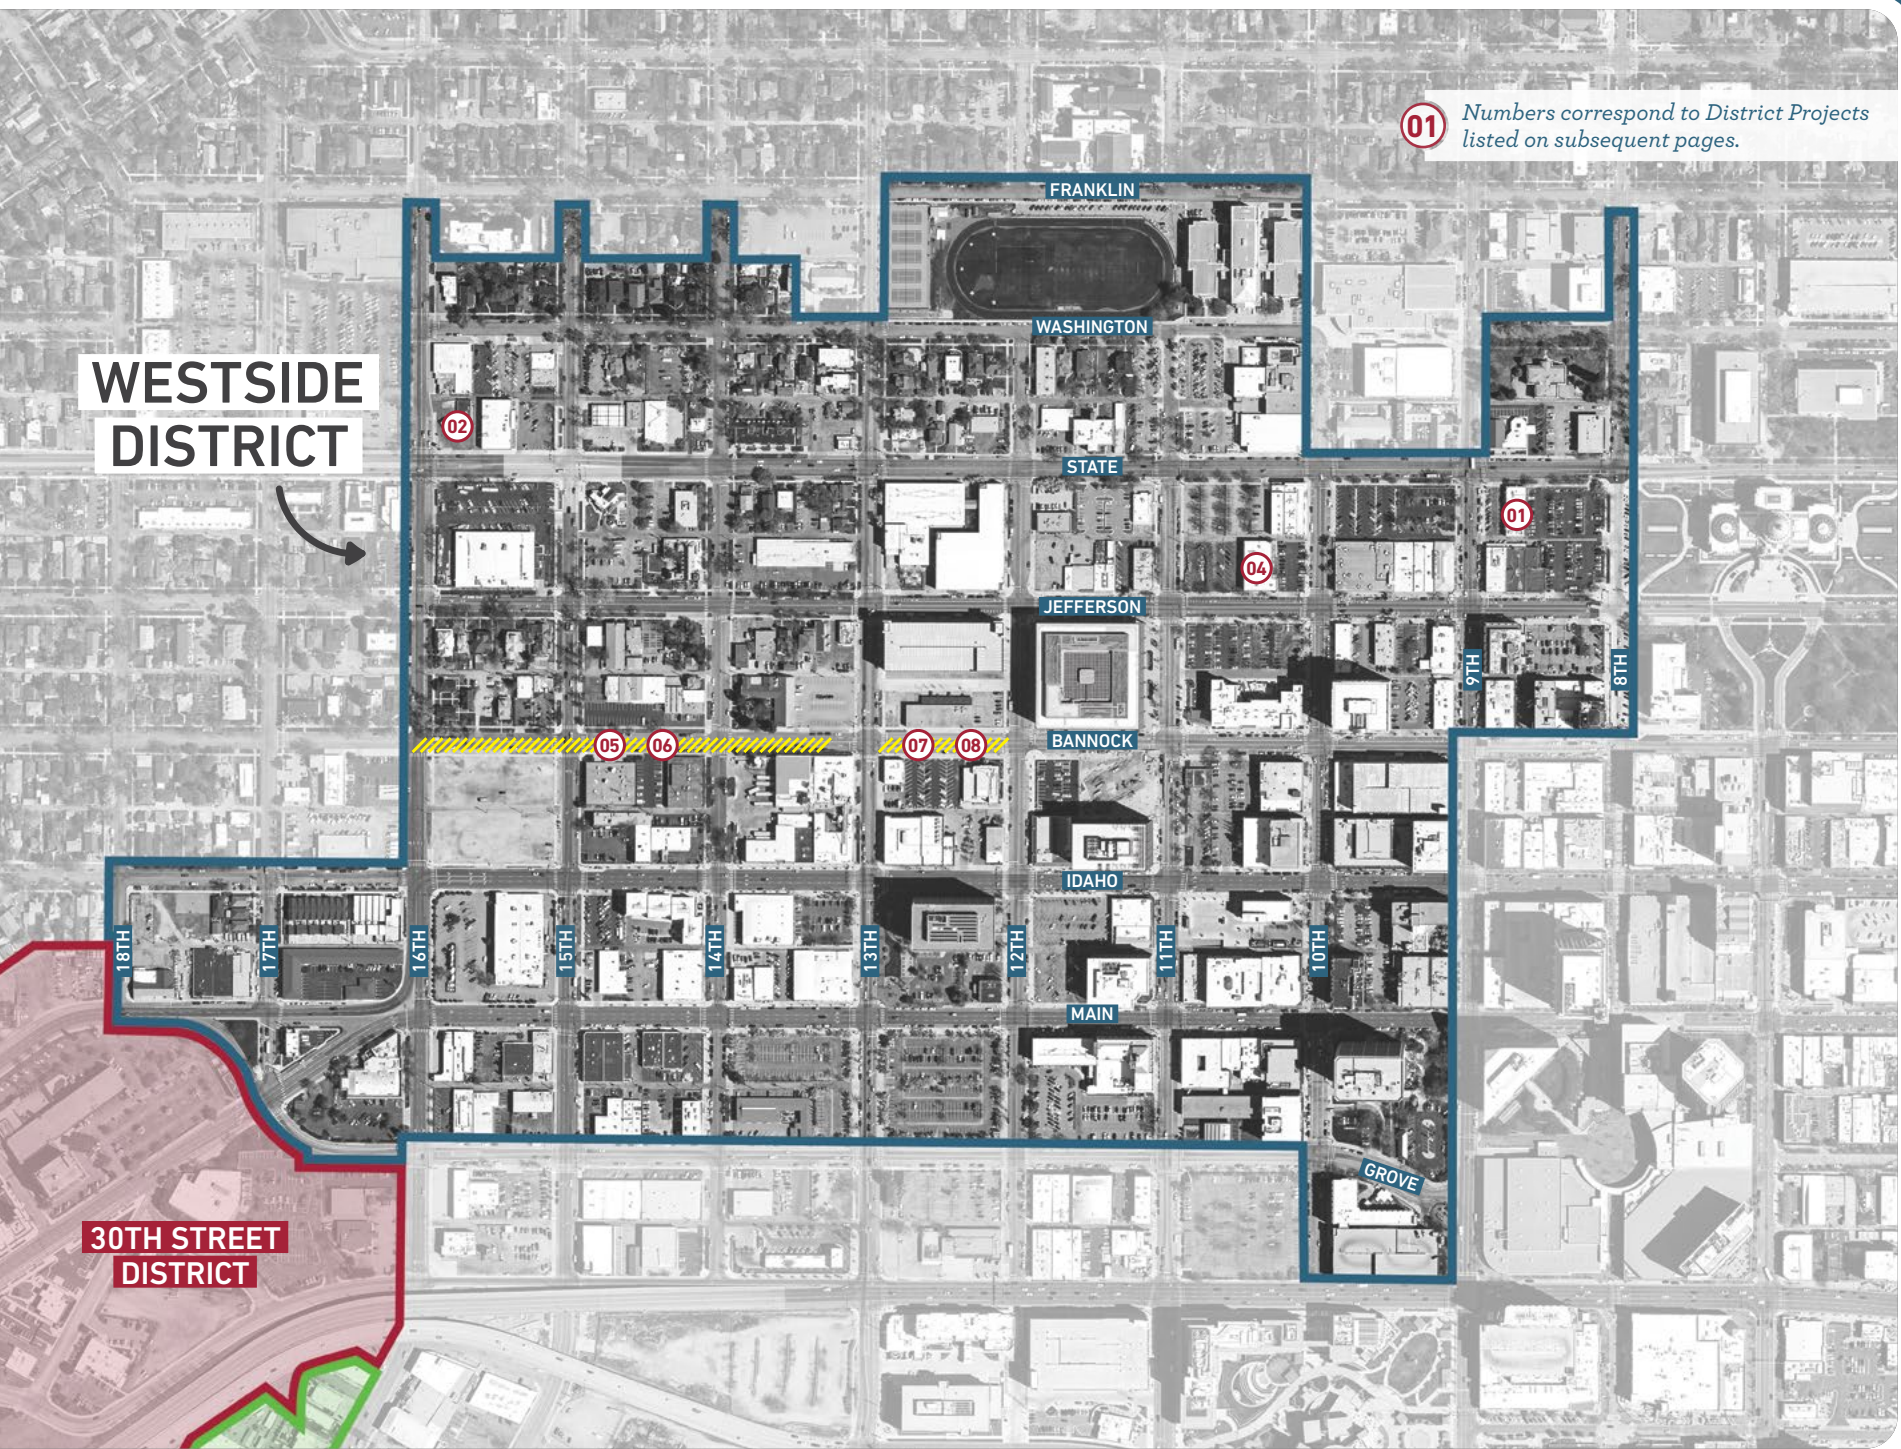 01
Numbers correspond to District Projects
listed on subsequent pages.
FRANKLIN
WASHINGTON
WESTSIDE
DISTRICT
02
STATE
01
04
JEFFERSON
9TH
8TH
05
06
07
08
BANNOCK
IDAHO
18TH
17TH
16TH
15TH
14TH
13TH
12TH
11TH
10TH
MAIN
GROVE
30TH STREET
DISTRICT